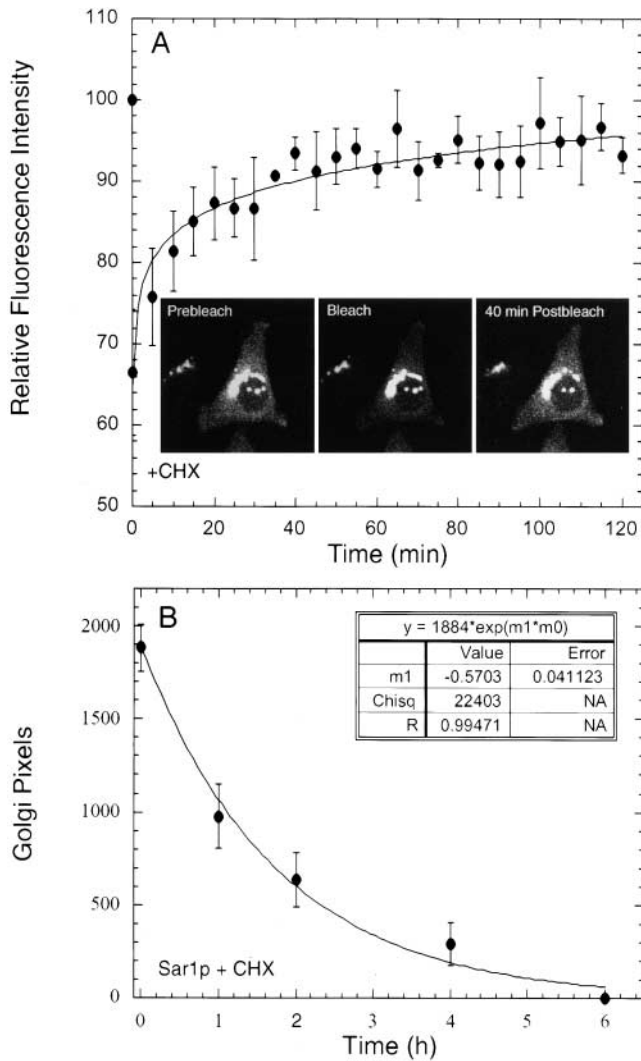 A
Relative Fluorescence Intensity
110
100
90
80
70
60
50
Prebleach
Bleach
40 min Postbleach
+CHX
0 20 40 60 80 100 120
Time (min)
B
Golgi Pixels
2000
1500
1000
500
0
y = 1884*exp(m1*m0)
Value Error
m1 -0.5703 0.041123
Chisq 22403 NA
R 0.99471 NA
Sar1p + CHX
0 1 2 3 4 5 6
Time (h)